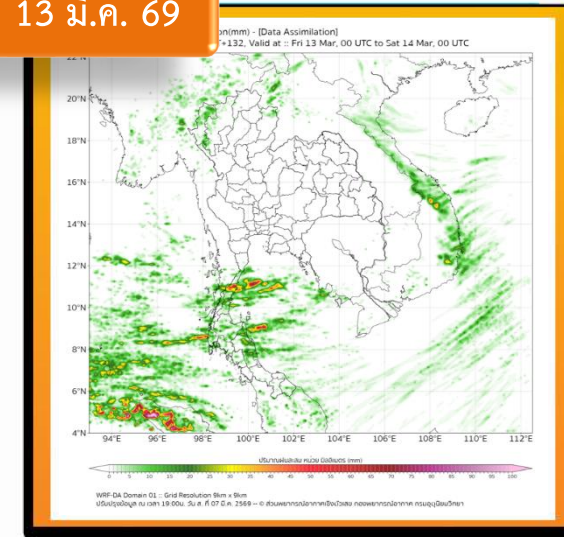 13 มี.ค. 69
on(mm) - [Data Assimilation]
T+132, Valid at :: Fri 13 Mar, 00 UTC to Sat 14 Mar, 00 UTC
22°N
20°N
18°N
16°N
14°N
12°N
10°N
8°N
6°N
4°N
94°E 96°E 98°E 100°E 102°E 104°E 106°E 108°E 110°E 112°E
ปริมาณฝนสะสม หน่วย มิลลิเมตร (mm)
0 5 10 15 20 25 30 35 40 45 50 55 60 65 70 75 80 85 90 95 100
WRF-DA Domain 01 :: Grid Resolution 9km x 9km
ปรับปรุงข้อมูล ณ เวลา 19:00น. วัน ส. ที่ 07 มี.ค. 2569 -- © ส่วนพยากรณ์อากาศเชิงตัวเลข กองพยากรณ์อากาศ กรมอุตุนิยมวิทยา